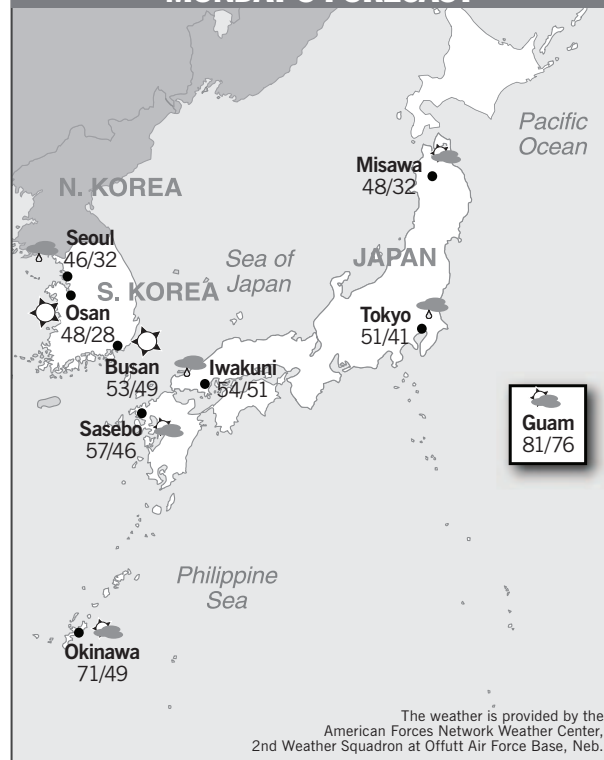 Pacific
Ocean
Misawa
48/32
N. KOREA
Seoul
46/32
Sea of
Japan
JAPAN
S. KOREA
Osan
48/28
Tokyo
51/41
Busan
53/49
Iwakuni
54/51
Guam
81/76
Sasebo
57/46
Philippine
Sea
Okinawa
71/49
The weather is provided by the
American Forces Network Weather Center,
2nd Weather Squadron at Offutt Air Force Base, Neb.